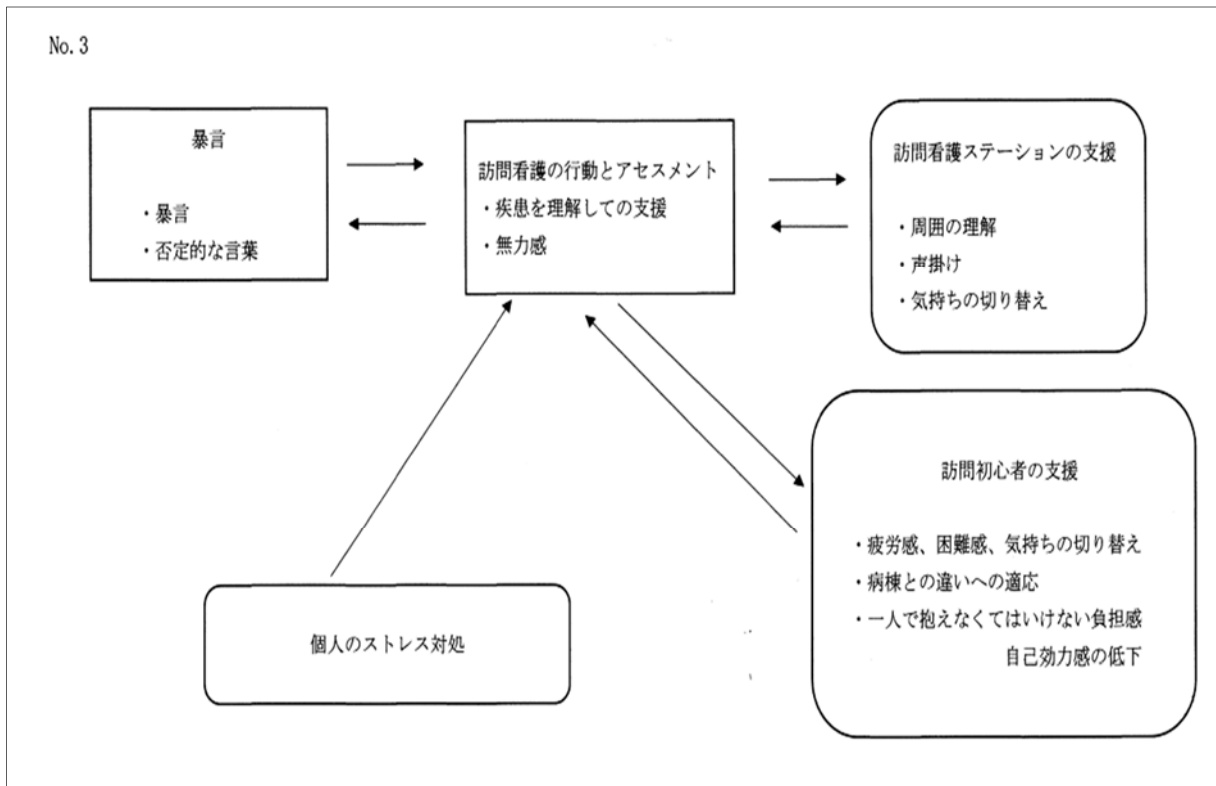 No. 3
暴言
・暴言
・否定的な言葉
訪問看護の行動とアセスメント
・疾患を理解しての支援
・無力感
訪問看護ステーションの支援
・周囲の理解
・声掛け
・気持ちの切り替え
訪問初心者の支援
・疲労感、困難感、気持ちの切り替え
・病棟との違いへの適応
・一人で抱えなくてはいけない負担感
自己効力感の低下
個人のストレス対処